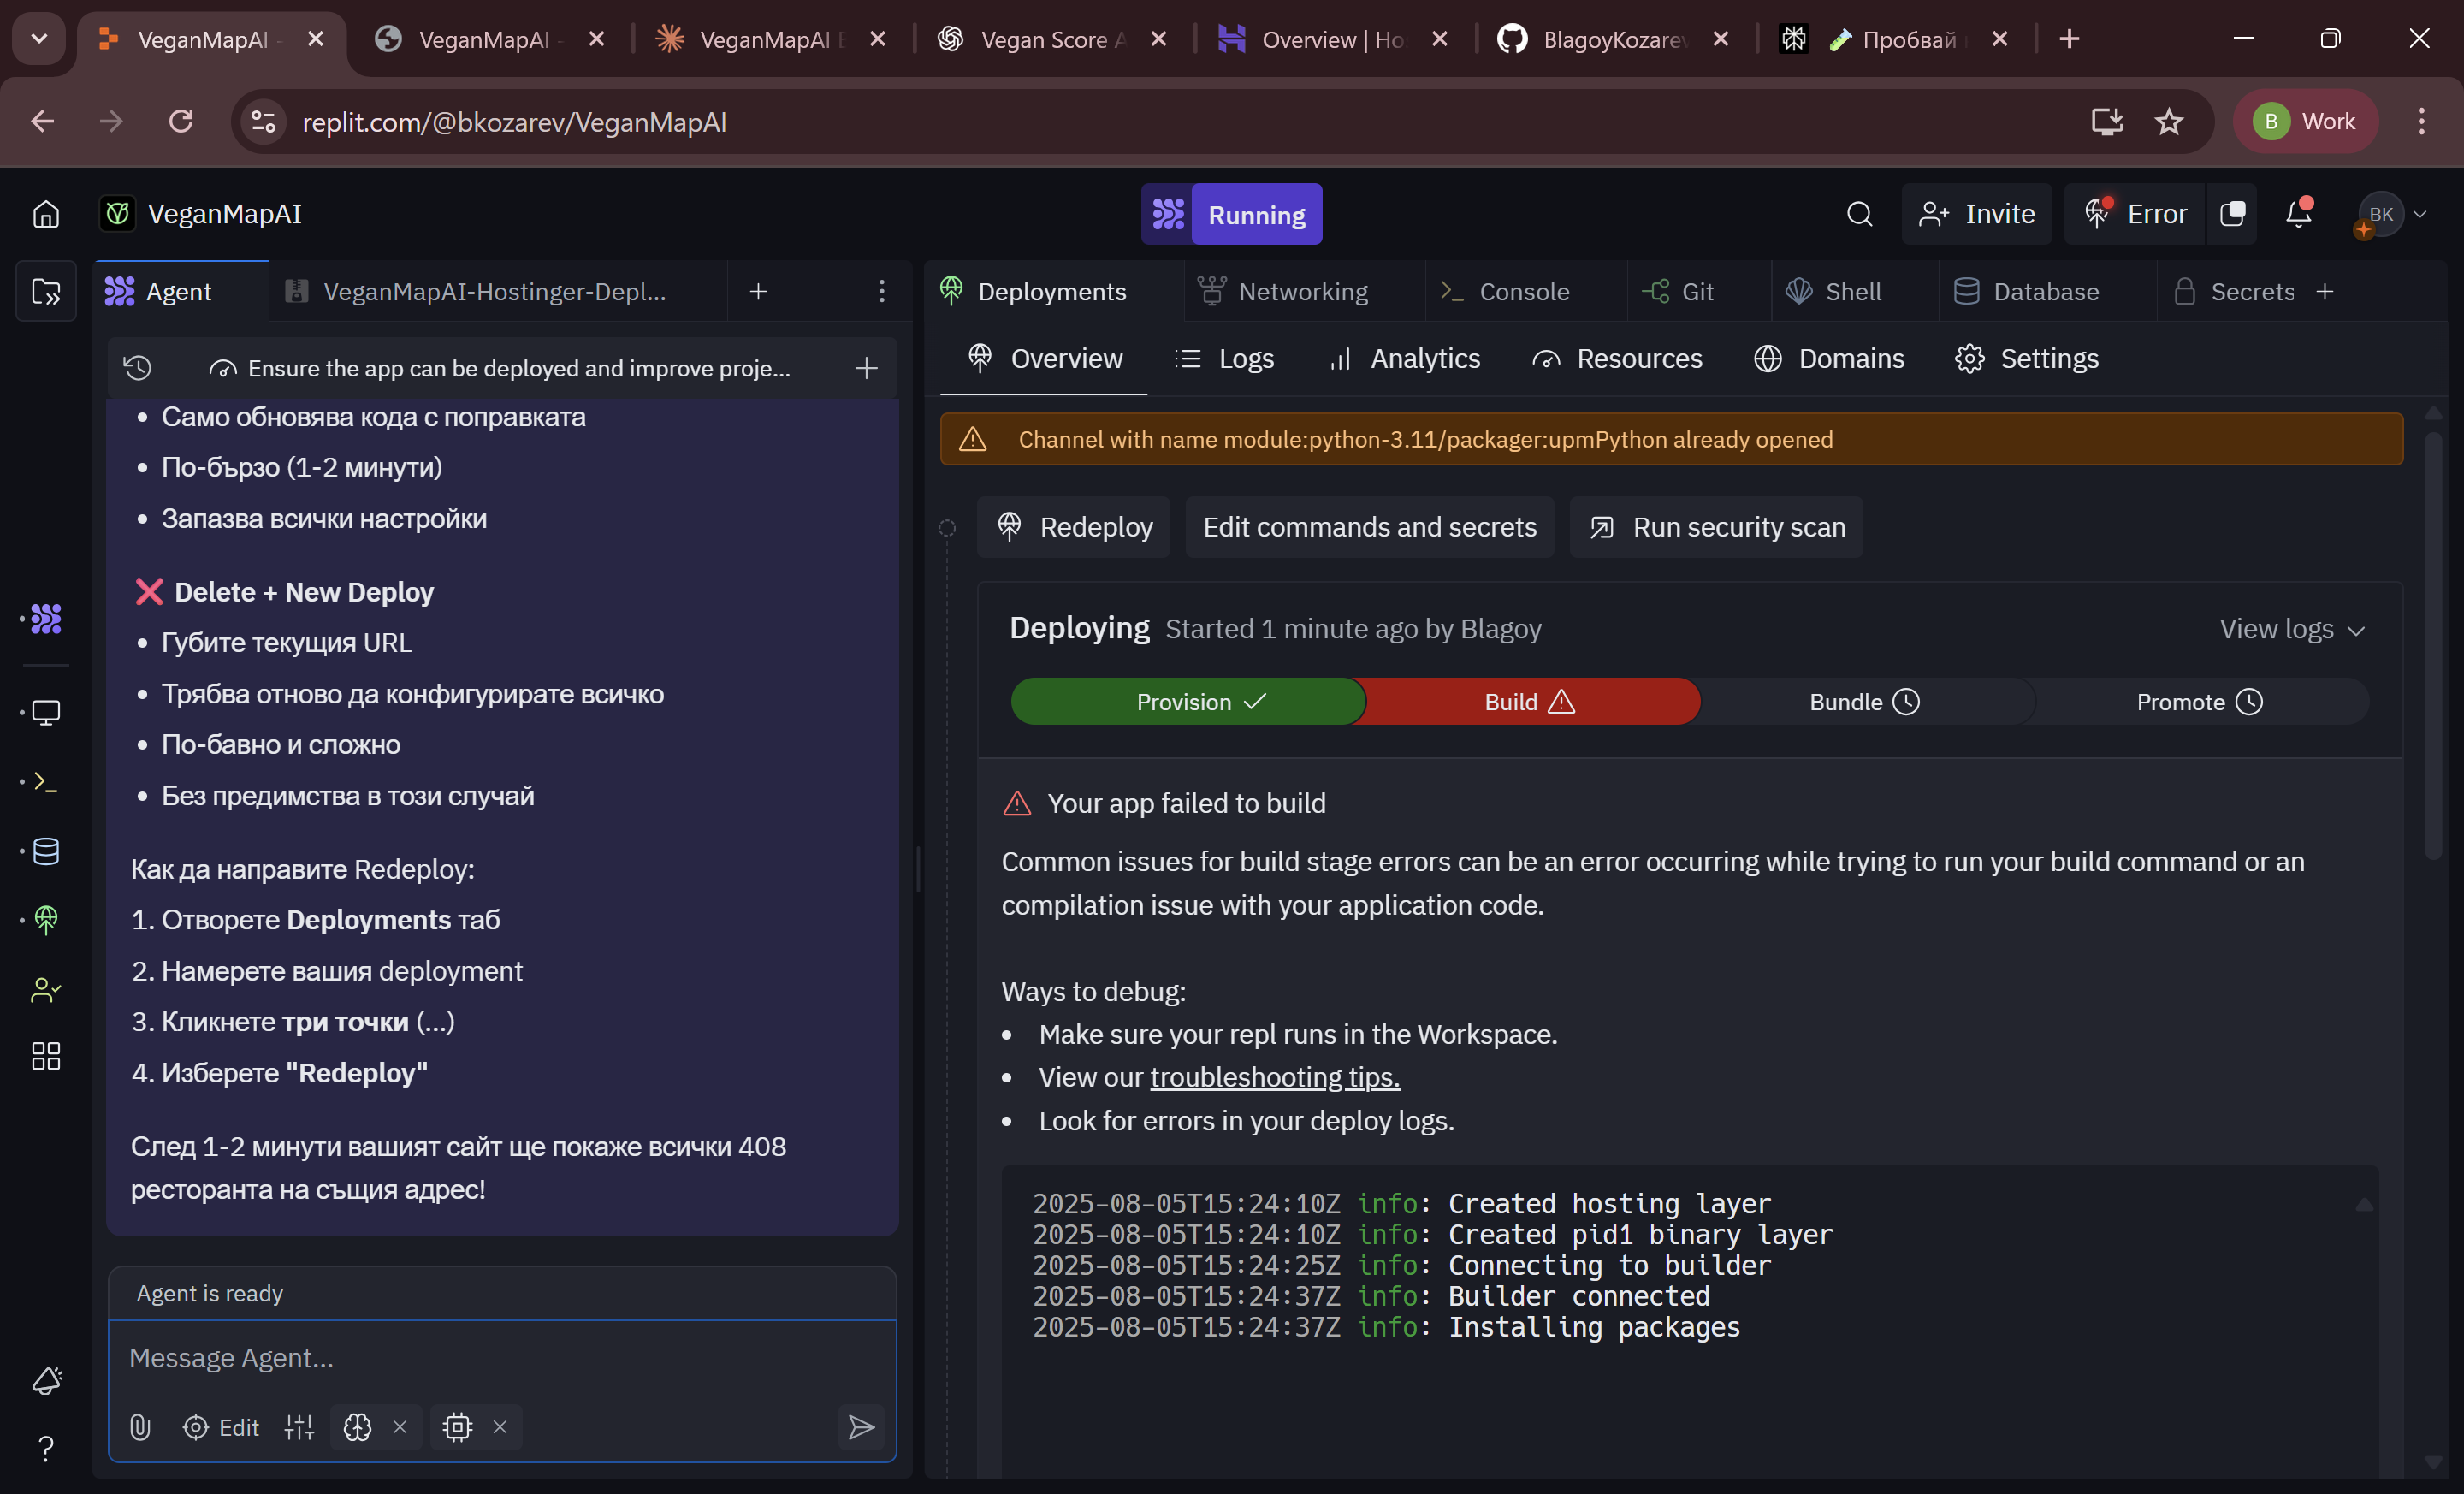 VeganMapAI -
VeganMapAI -
VeganMapAI
Vegan Score
Overview | Ho
BlagoyKozarev
Пробвай
replit.com/@bkozarev/VeganMapAI
B
Work
VeganMapAI
Running
Invite
Error
BK
Agent
VeganMapAI-Hostinger-Depl...
Deployments
Networking
Console
Git
Shell
Database
Secrets
Ensure the app can be deployed and improve proje...
Overview
Logs
Analytics
Resources
Domains
Settings
• Само обновява кода с поправката
• По-бързо (1-2 минути)
• Запазва всички настройки
❌ Delete + New Deploy
• Губите текущия URL
• Трябва отново да конфигурирате всичко
• По-бавно и сложно
• Без предимства в този случай
Как да направите Redeploy:
1. Отворете Deployments таб
2. Намерете вашия deployment
3. Кликнете три точки (...)
4. Изберете "Redeploy"
След 1-2 минути вашият сайт ще покаже всички 408
ресторанта на същия адрес!
Agent is ready
Message Agent...
Edit
Channel with name module:python-3.11/packager:upmPython already opened
Redeploy
Edit commands and secrets
Run security scan
Deploying Started 1 minute ago by Blagoy
View logs
Provision
Build
Bundle
Promote
Your app failed to build
Common issues for build stage errors can be an error occurring while trying to run your build command or an
compilation issue with your application code.
Ways to debug:
• Make sure your repl runs in the Workspace.
• View our troubleshooting tips.
• Look for errors in your deploy logs.
2025-08-05T15:24:10Z info: Created hosting layer
2025-08-05T15:24:10Z info: Created pid1 binary layer
2025-08-05T15:24:25Z info: Connecting to builder
2025-08-05T15:24:37Z info: Builder connected
2025-08-05T15:24:37Z info: Installing packages